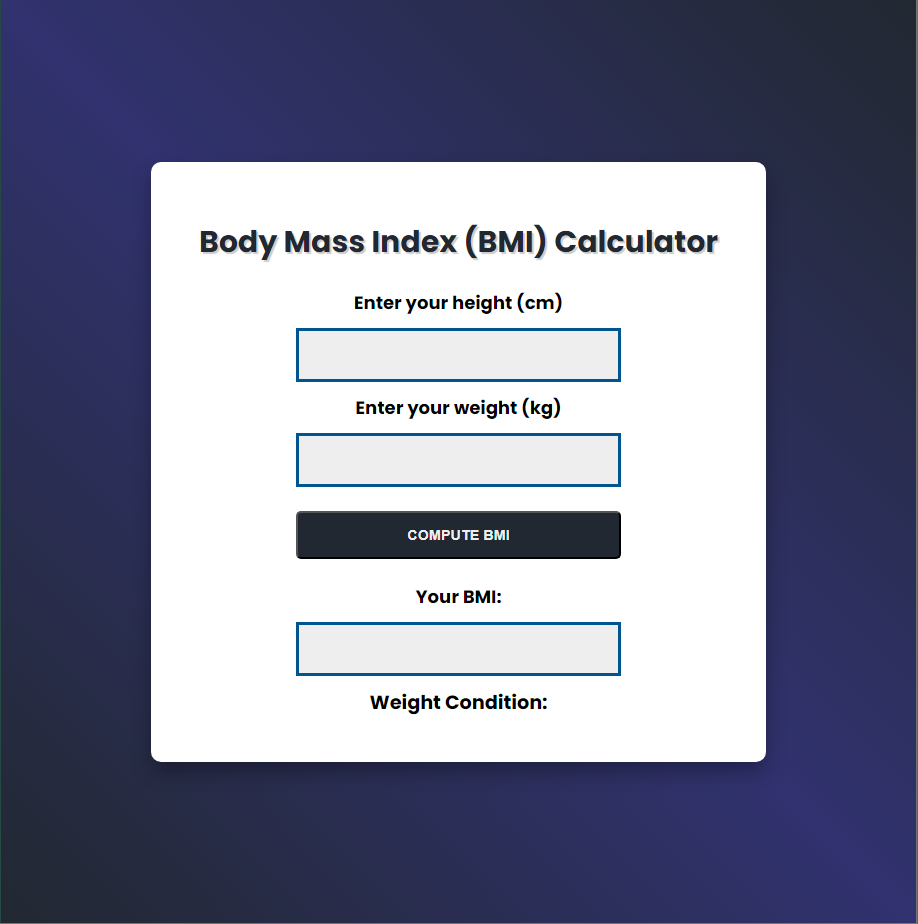 Body Mass Index (BMI) Calculator
Enter your height (cm)
Enter your weight (kg)
COMPUTE BMI
Your BMI:
Weight Condition: